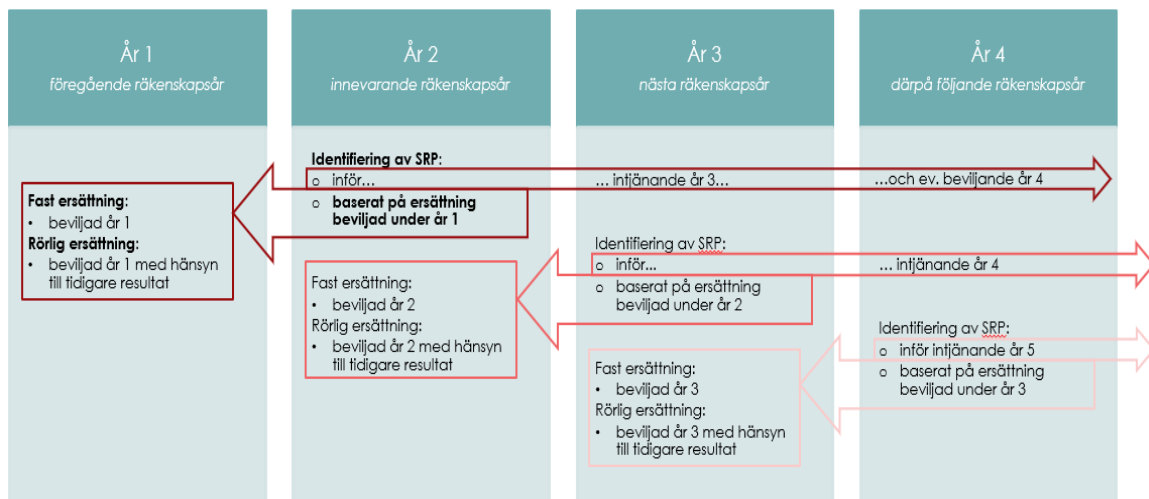 År 1
föregående räkenskapsår
År 2
innevarande räkenskapsår
År 3
nästa räkenskapsår
År 4
därpå följande räkenskapsår
Identifiering av SRP:
o inför...
... intjänande år 3...
...och ev. beviljande år 4
o baserat på ersättning
beviljad under år 1
Fast ersättning:
• beviljad år 1
Rörlig ersättning:
• beviljad år 1 med hänsyn
till tidigare resultat
Identifiering av SRP:
o inför...
... intjänande år 4
o baserat på ersättning
beviljad under år 2
Fast ersättning:
• beviljad år 2
Rörlig ersättning:
• beviljad år 2 med hänsyn
till tidigare resultat
Identifiering av SRP:
o inför intjänande år 5
o baserat på ersättning
beviljad under år 3
Fast ersättning:
• beviljad år 3
Rörlig ersättning:
• beviljad år 3 med hänsyn
till tidigare resultat